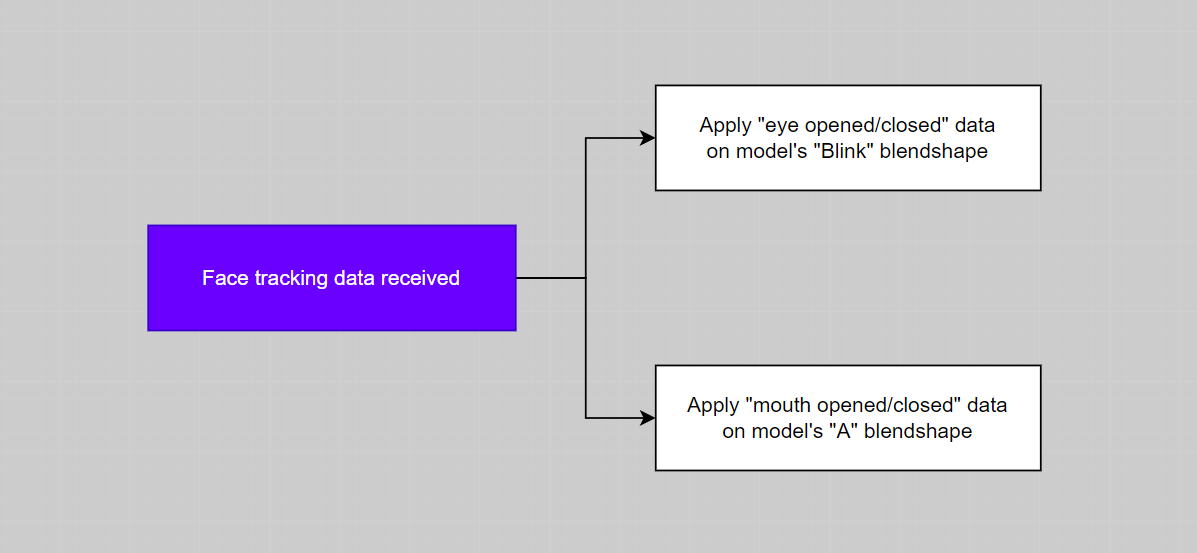 Apply "eye opened/closed" data
on model's "Blink" blendshape
Face tracking data received
Apply "mouth opened/closed" data
on model's "A" blendshape